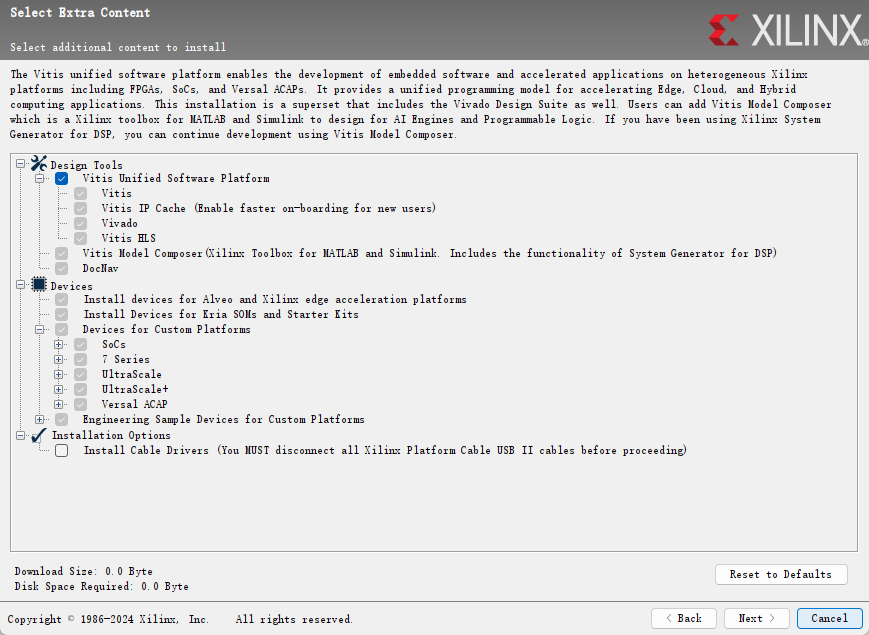 Select Extra Content
Select additional content to install
XILINX®
The Vitis unified software platform enables the development of embedded software and accelerated applications on heterogeneous Xilinx
platforms including FPGAs, SoCs, and Versal ACAPs. It provides a unified programming model for accelerating Edge, Cloud, and Hybrid
computing applications. This installation is a superset that includes the Vivado Design Suite as well. Users can add Vitis Model Composer
which is a Xilinx toolbox for MATLAB and Simulink to design for AI Engines and Programmable Logic. If you have been using Xilinx System
Generator for DSP, you can continue development using Vitis Model Composer.
Design Tools
Vitis Unified Software Platform
Vitis
Vitis IP Cache (Enable faster on-boarding for new users)
Vivado
Vitis HLS
Vitis Model Composer(Xilinx Toolbox for MATLAB and Simulink. Includes the functionality of System Generator for DSP)
DocNav
Devices
Install devices for Alveo and Xilinx edge acceleration platforms
Install Devices for Kria SOMs and Starter Kits
Devices for Custom Platforms
SoCs
7 Series
UltraScale
UltraScale+
Versal ACAP
Engineering Sample Devices for Custom Platforms
Installation Options
Install Cable Drivers (You MUST disconnect all Xilinx Platform Cable USB II cables before proceeding)
Download Size: 0.0 Byte
Disk Space Required: 0.0 Byte
Reset to Defaults
Copyright © 1986-2024 Xilinx, Inc. All rights reserved.
< Back
Next >
Cancel